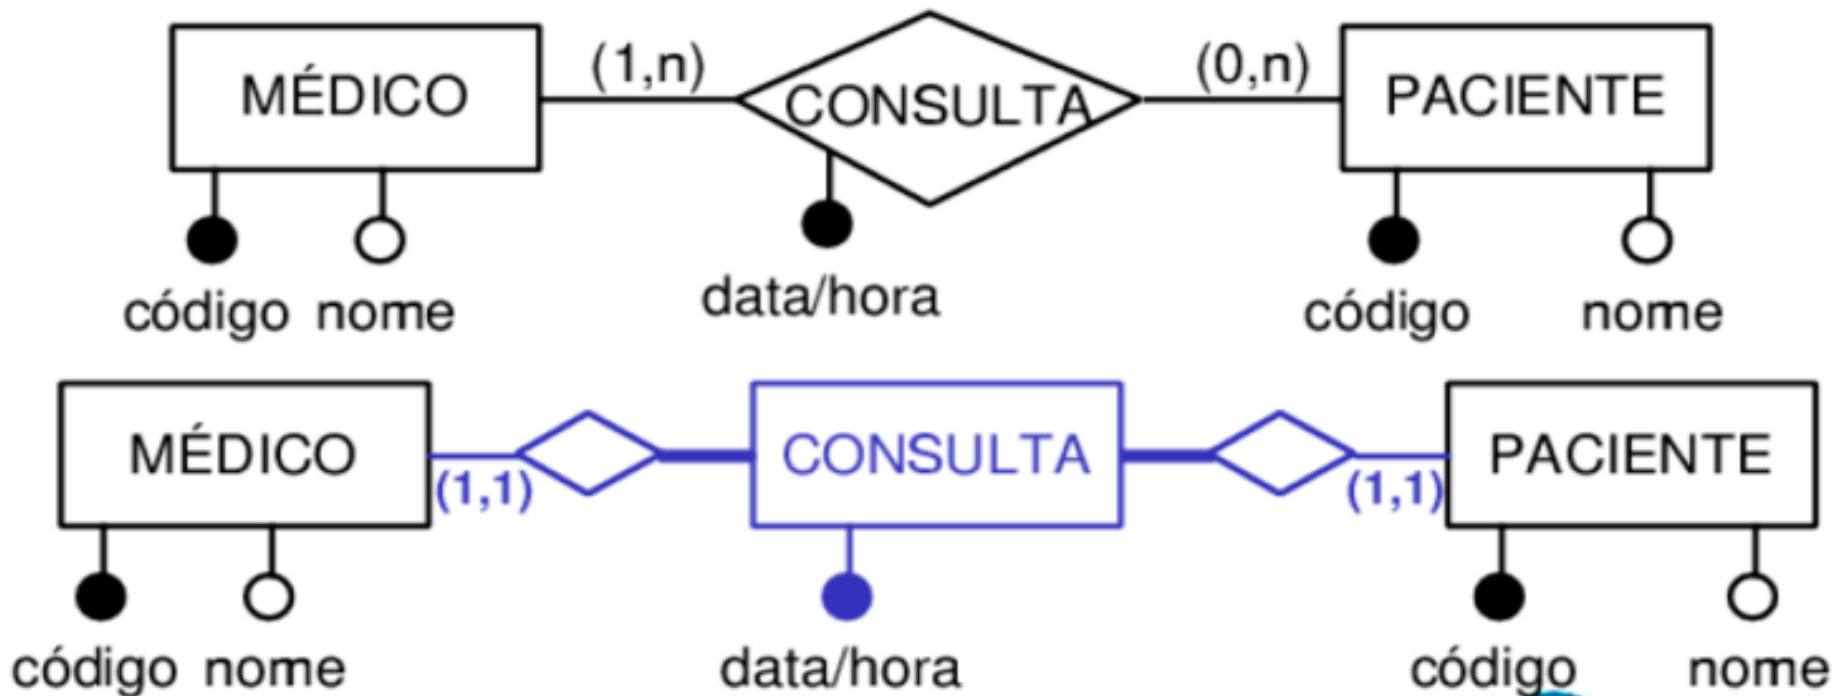 (1,n) (0,n)
MÉDICO CONSULTA PACIENTE
código nome data/hora código nome
MÉDICO CONSULTA PACIENTE
(1,1) (1,1)
código nome data/hora código nome